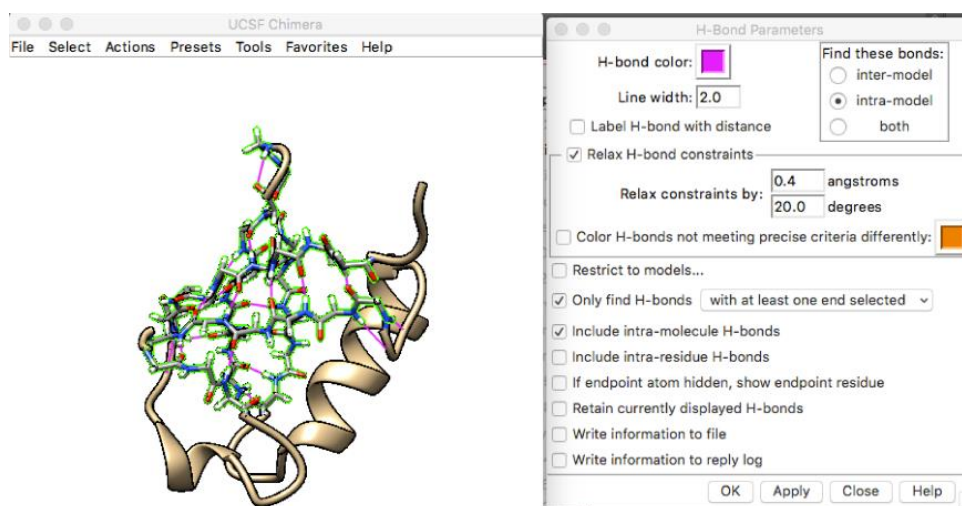 UCSF Chimera
File Select Actions Presets Tools Favorites Help
H-Bond Parameters
H-bond color:
Line width: 2.0
Label H-bond with distance
Find these bonds:
inter-model
intra-model
both
Relax H-bond constraints
Relax constraints by:
0.4 angstroms
20.0 degrees
Color H-bonds not meeting precise criteria differently:
Restrict to models...
Only find H-bonds with at least one end selected
Include intra-molecule H-bonds
Include intra-residue H-bonds
If endpoint atom hidden, show endpoint residue
Retain currently displayed H-bonds
Write information to file
Write information to reply log
OK Apply Close Help